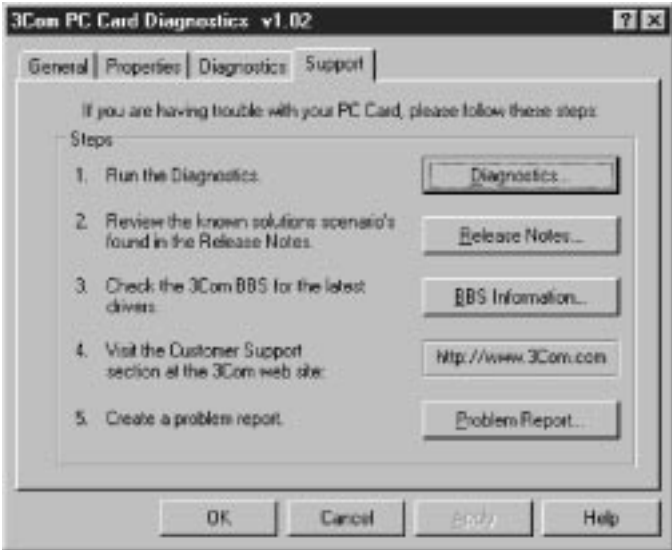 3Com PC Card Diagnostics v1.02
? X
General Properties Diagnostics Support
If you are having trouble with your PC Card, please follow these steps:
Steps
1. Run the Diagnostics. Diagnostics...
2. Review the known solutions scenario's
found in the Release Notes. Release Notes...
3. Check the 3Com BBS for the latest
drivers. BBS Information...
4. Visit the Customer Support
section at the 3Com web site: http://www.3Com.com
5. Create a problem report. Problem Report...
OK Cancel Apply Help